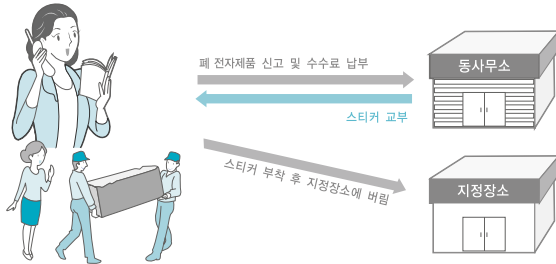 폐 전자제품 신고 및 수수료 납부
동사무소
스티커 교부
스티커 부착 후 지정장소에 버림
지정장소